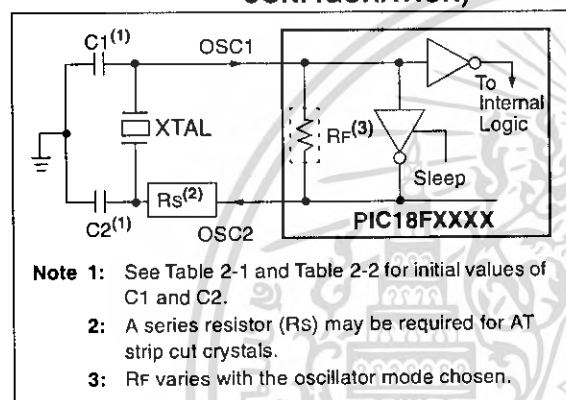 CONFIGURATION)
C1(1)
OSC1
To
Internal
Logic
XTAL
RF(3)
Sleep
Rs(2)
C2(1)
OSC2
PIC18FXXXX
Note 1: See Table 2-1 and Table 2-2 for initial values of
C1 and C2.
2: A series resistor (Rs) may be required for AT
strip cut crystals.
3: RF varies with the oscillator mode chosen.